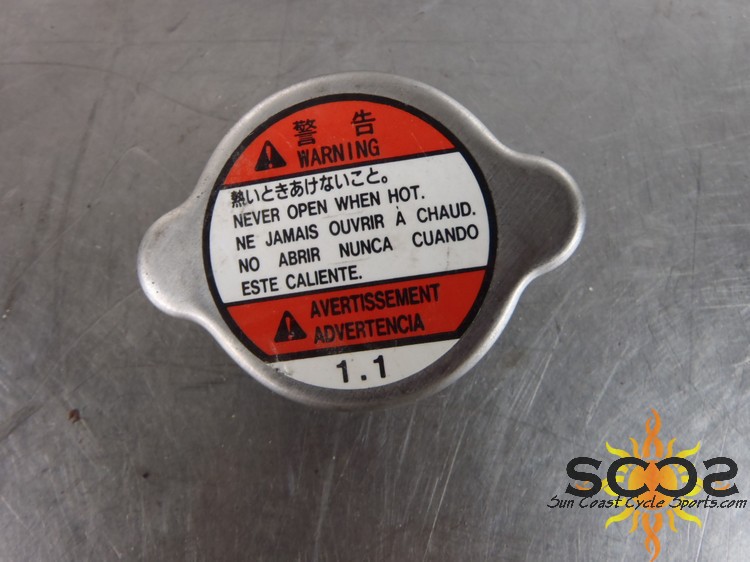 警告
WARNING
熱いときあけないこと。
NEVER OPEN WHEN HOT.
NE JAMAIS OUVRIR À CHAUD.
NO ABRIR NUNCA CUANDO
ESTE CALIENTE.
AVERTISSEMENT
ADVERTENCIA
1.1
SCCS
Sun Coast Cycle Sports.com